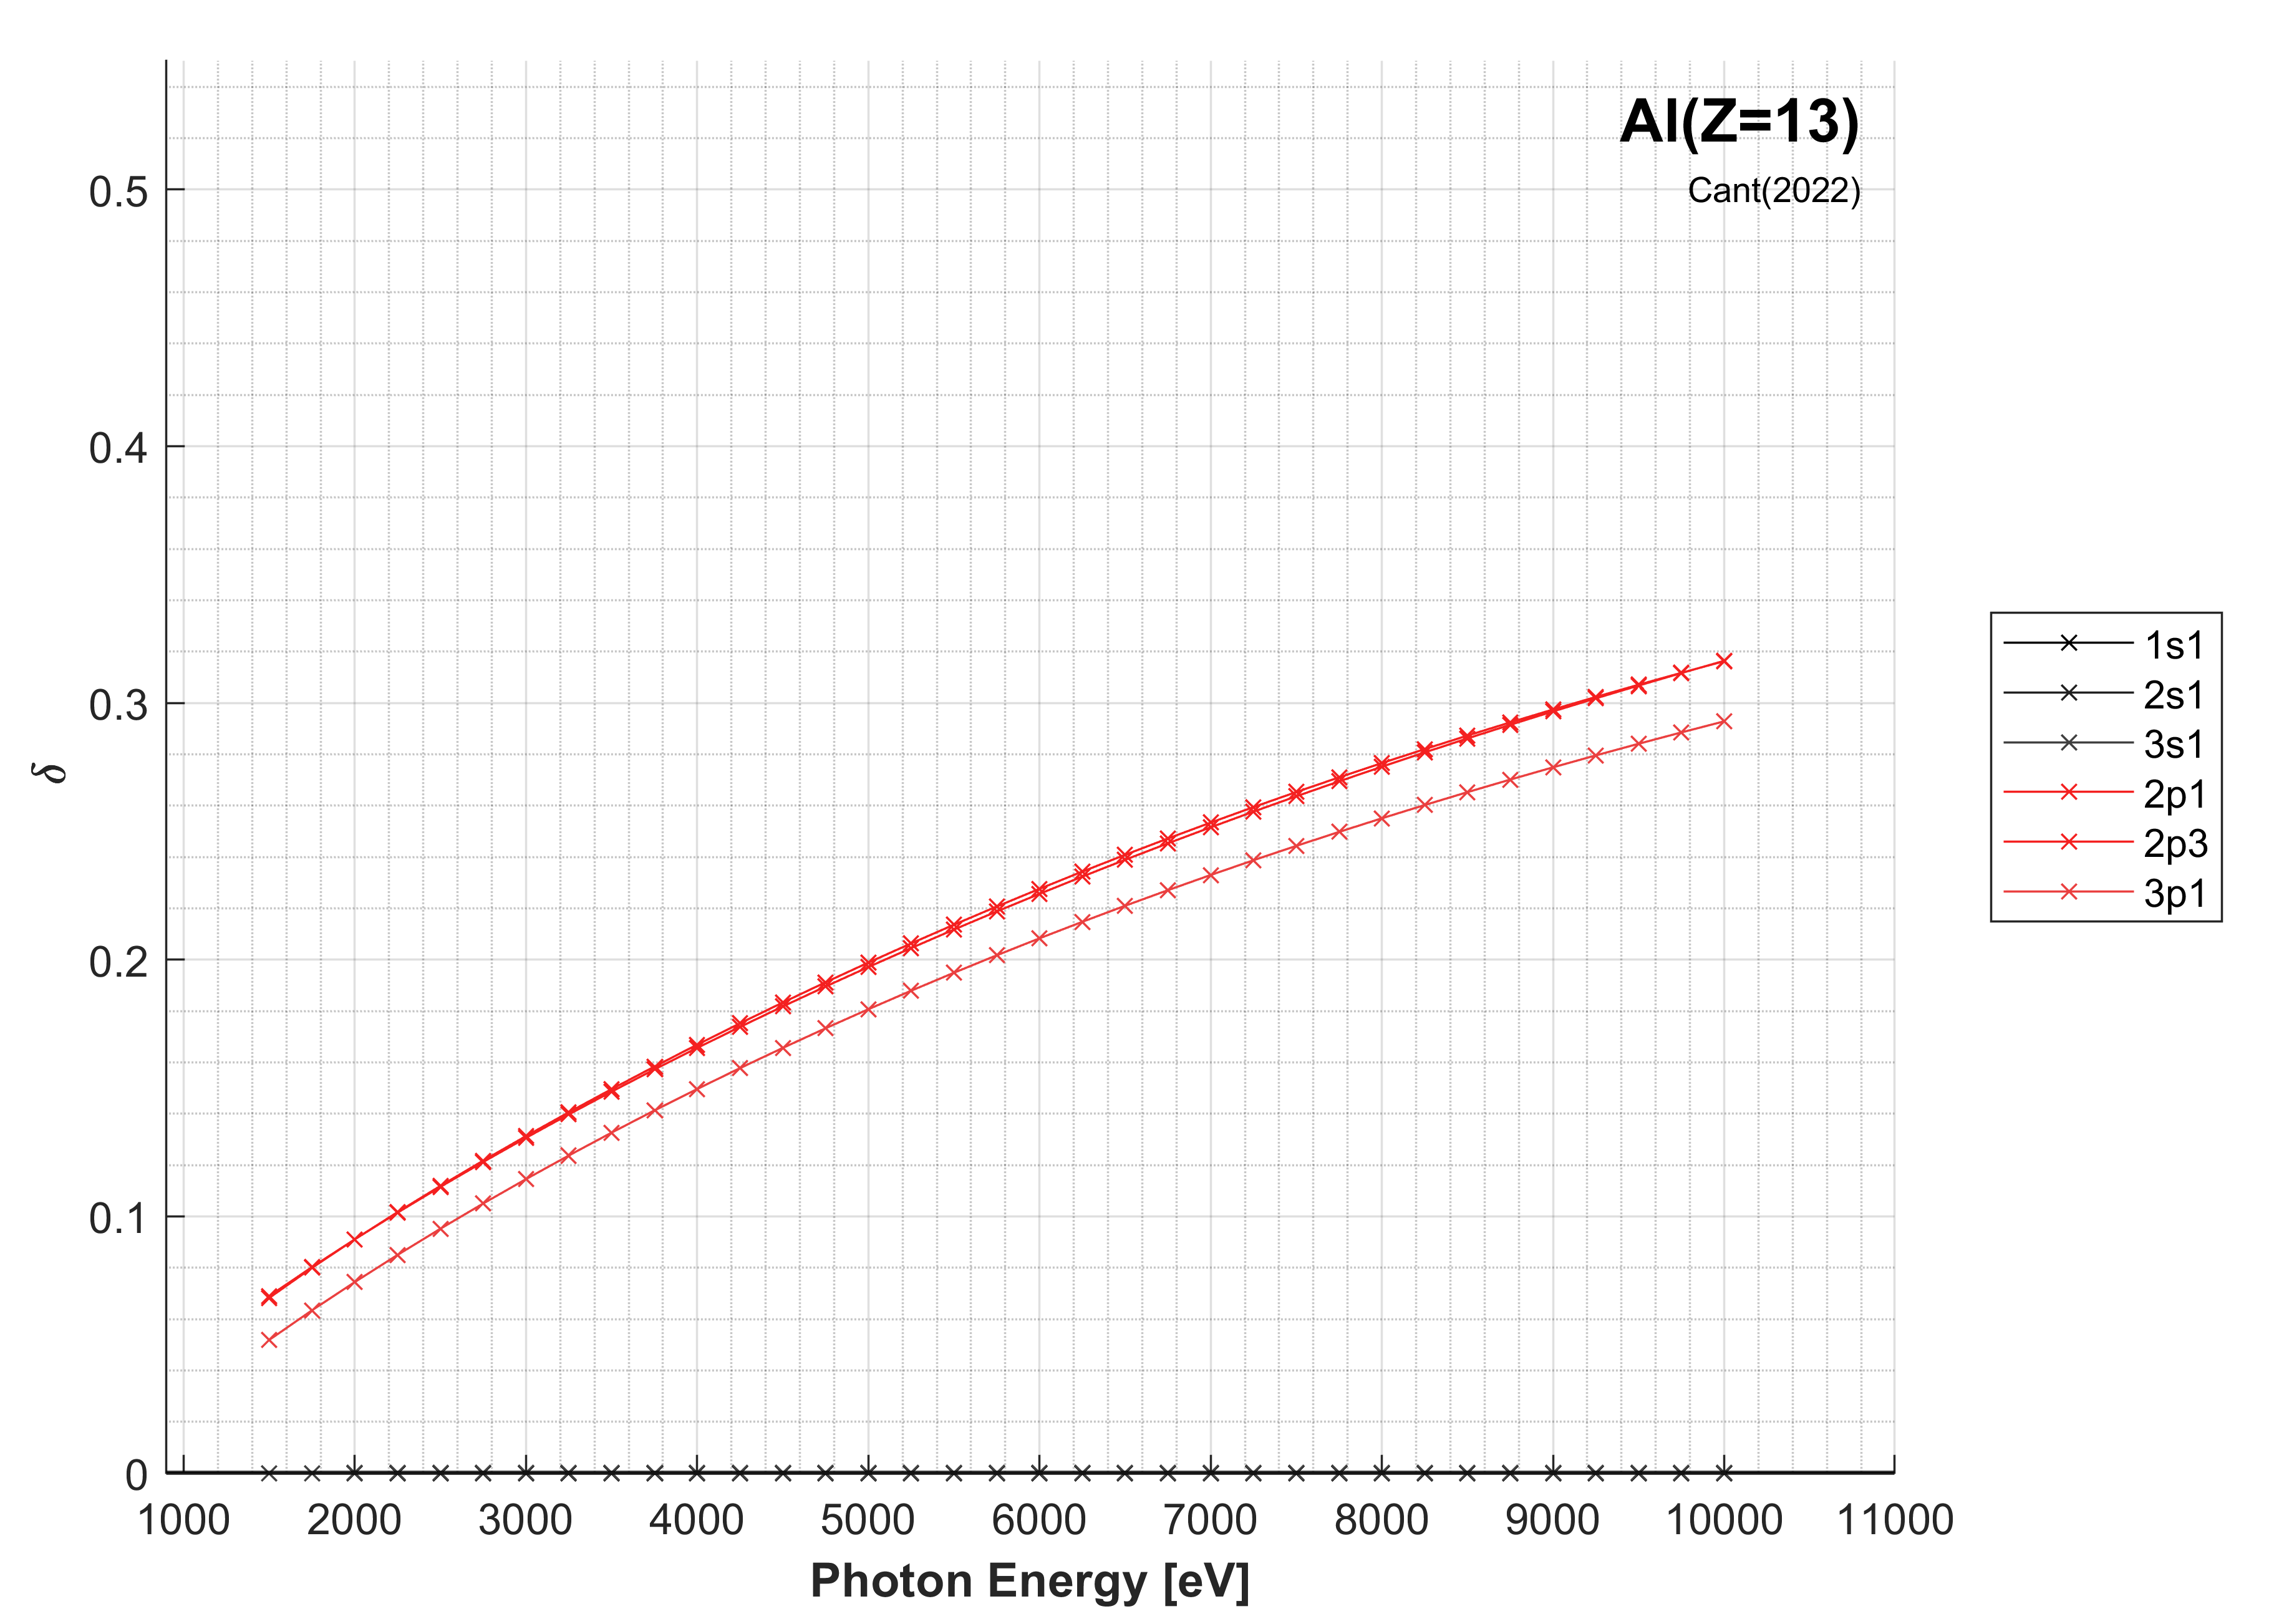 Al(Z=13)
Cant(2022)
δ
0.5
0.4
0.3
0.2
0.1
0
1000 2000 3000 4000 5000 6000 7000 8000 9000 10000 11000
Photon Energy [eV]
1s1
2s1
3s1
2p1
2p3
3p1